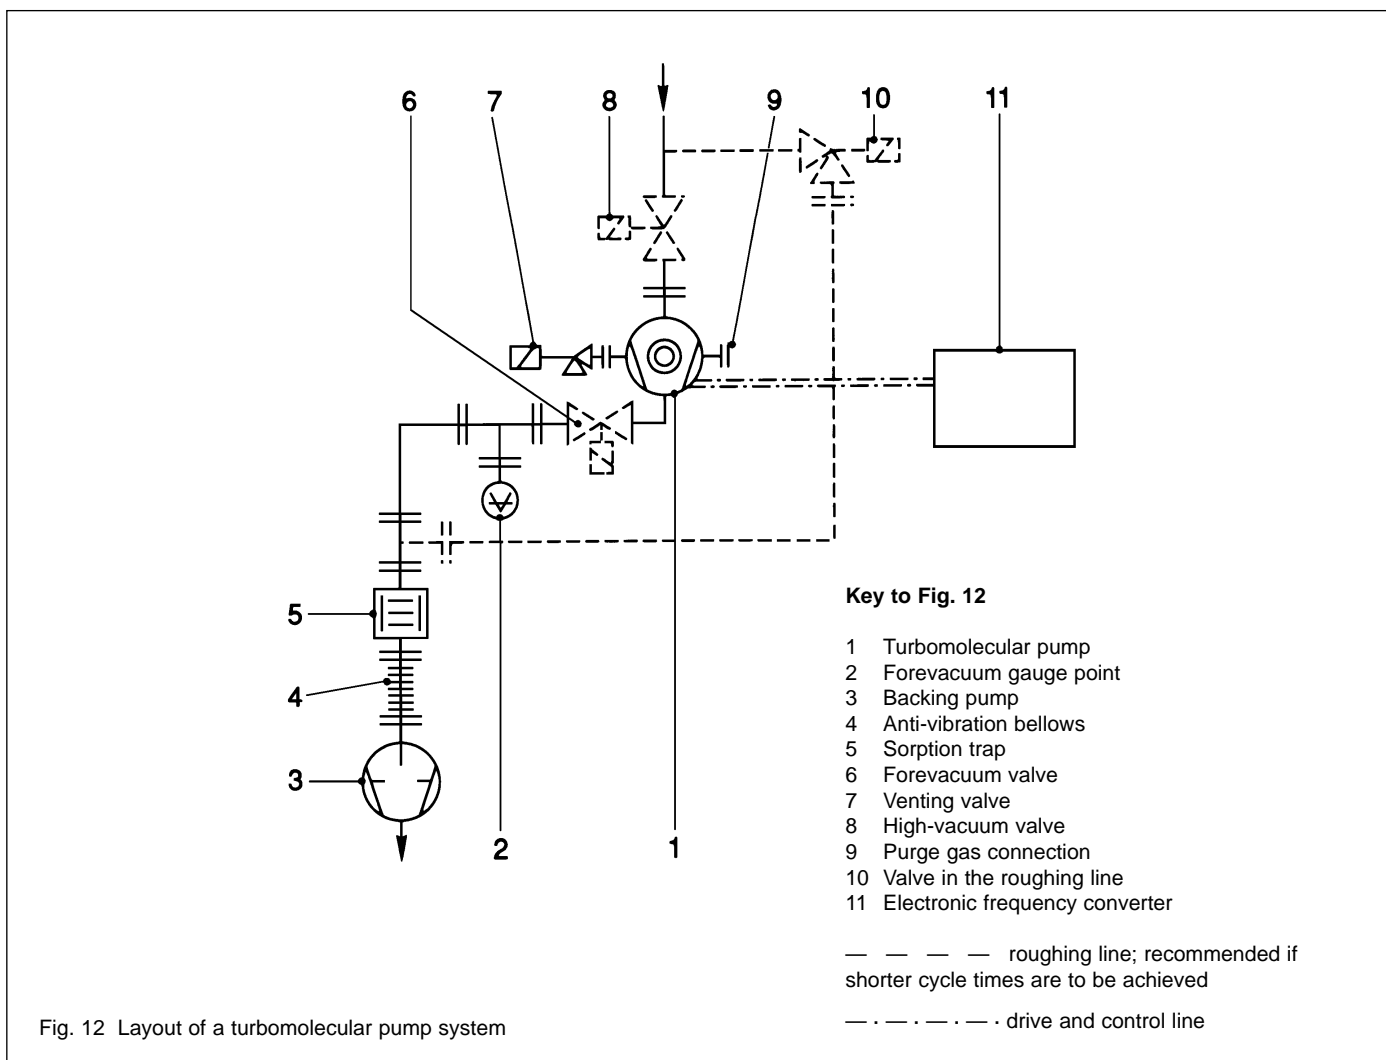 6 7 8 9 10 11
5
4
3
2 1
Key to Fig. 12
1 Turbomolecular pump
2 Forevacuum gauge point
3 Backing pump
4 Anti-vibration bellows
5 Sorption trap
6 Forevacuum valve
7 Venting valve
8 High-vacuum valve
9 Purge gas connection
10 Valve in the roughing line
11 Electronic frequency converter
— — — — roughing line; recommended if
shorter cycle times are to be achieved
— · — · — · — · drive and control line
Fig. 12 Layout of a turbomolecular pump system